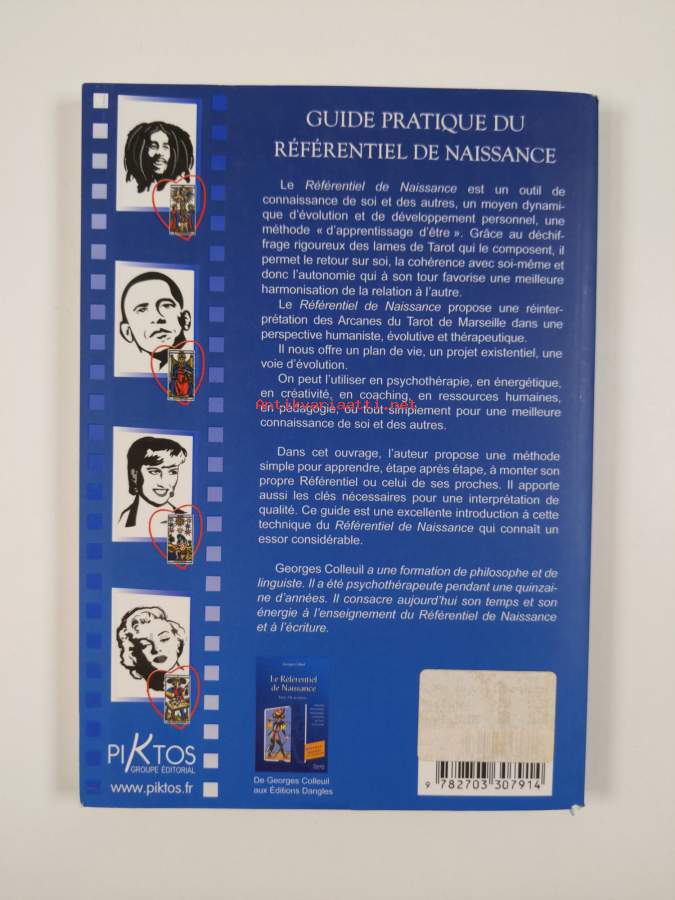 GUIDE PRATIQUE DU
RÉFÉRENTIEL DE NAISSANCE
Le Référentiel de Naissance est un outil de
connaissance de soi et des autres, un moyen dynami-
que d'évolution et de développement personnel, une
méthode « d'apprentissage d'être ». Grâce au déchif-
frage rigoureux des lames de Tarot qui le composent, il
permet le retour sur soi, la cohérence avec soi-même et
donc l'autonomie qui à son tour favorise une meilleure
harmonisation de la relation à l'autre.
Le Référentiel de Naissance propose une réinter-
prétation des Arcanes du Tarot de Marseille dans une
perspective humaniste, évolutive et thérapeutique.
Il nous offre un plan de vie, un projet existentiel, une
voie d'évolution.
On peut l'utiliser en psychothérapie, en énergétique,
en créativité, en coaching, en ressources humaines,
en pédagogie, ou tout simplement pour une meilleure
connaissance de soi et des autres.
Antikvariaatti.net
Dans cet ouvrage, l'auteur propose une méthode
simple pour apprendre, étape après étape, à monter son
propre Référentiel ou celui de ses proches. Il apporte
aussi les clés nécessaires pour une interprétation de
qualité. Ce guide est une excellente introduction à cette
technique du Référentiel de Naissance qui connaît un
essor considérable.
Georges Colleuil a une formation de philosophe et de
linguiste. Il a été psychothérapeute pendant une quinzai-
ne d'années. Il consacre aujourd'hui son temps et son
énergie à l'enseignement du Référentiel de Naissance
et à l'écriture.
Georges Colleuil
Le Référentiel
de Naissance
De Georges Colleuil
aux Éditions Dangles
PIKTOS
GROUPE ÉDITORIAL
www.piktos.fr
9 782703 307914